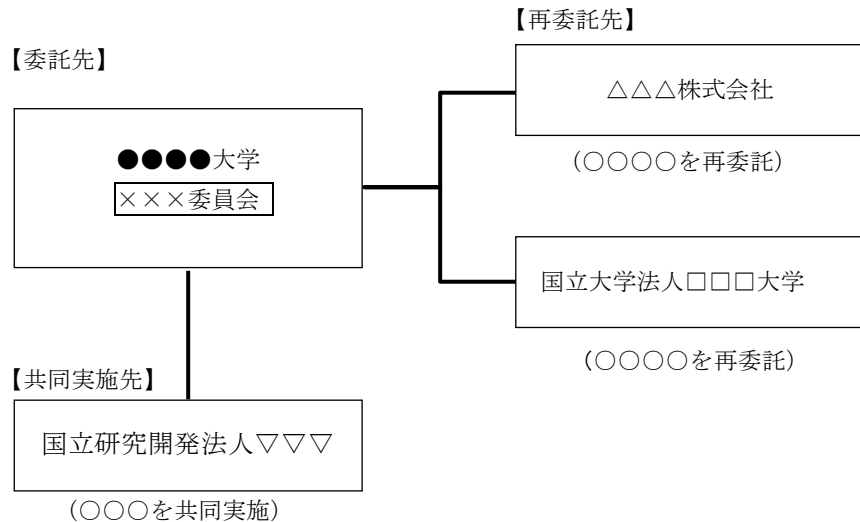 【委託先】
●●●●大学
×××委員会
【再委託先】
△△△株式会社
(○○○○を再委託)
国立大学法人□□□大学
(○○○○を再委託)
【共同実施先】
国立研究開発法人▽▽▽
(○○○を共同実施)